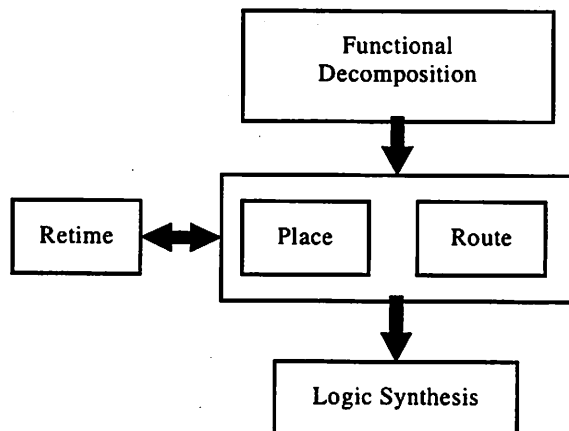 Functional
Decomposition
Retime
Place
Route
Logic Synthesis